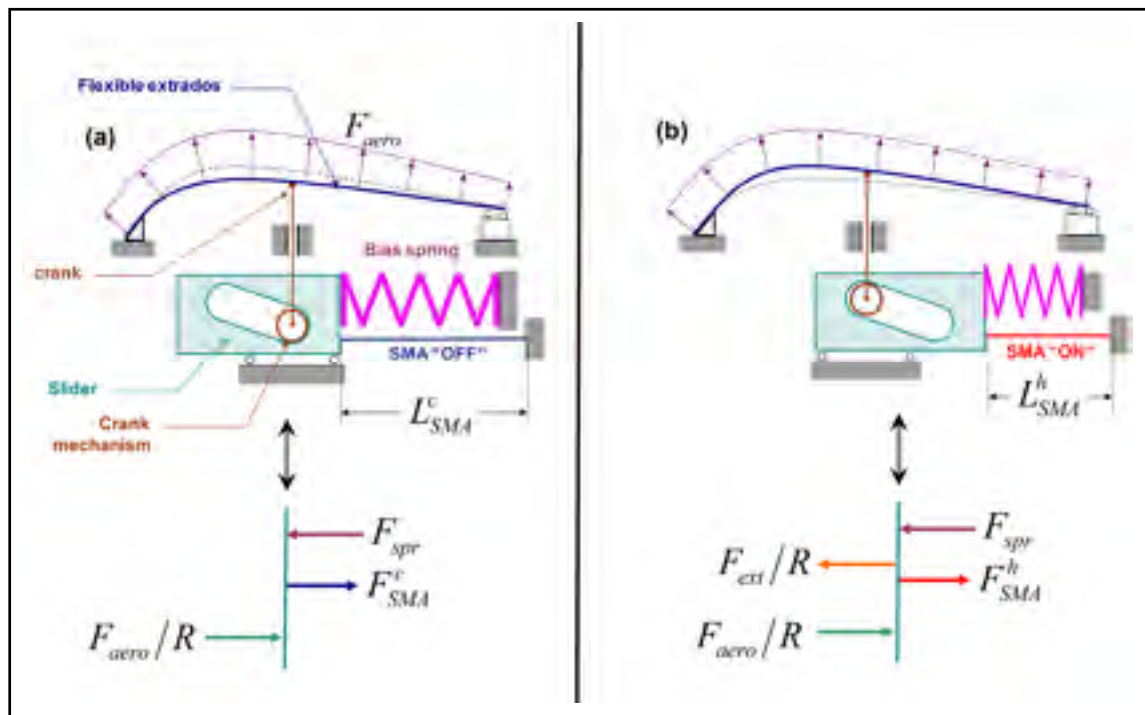 Flexible extrados
(a)
F_aero
Bias spring
crank
SMA "OFF"
Slider
L^c_SMA
Crank
mechanism
F_spr
F^c_SMA
F_aero/R
(b)
SMA "ON"
L^h_SMA
F_spr
F_ext/R
F^h_SMA
F_aero/R